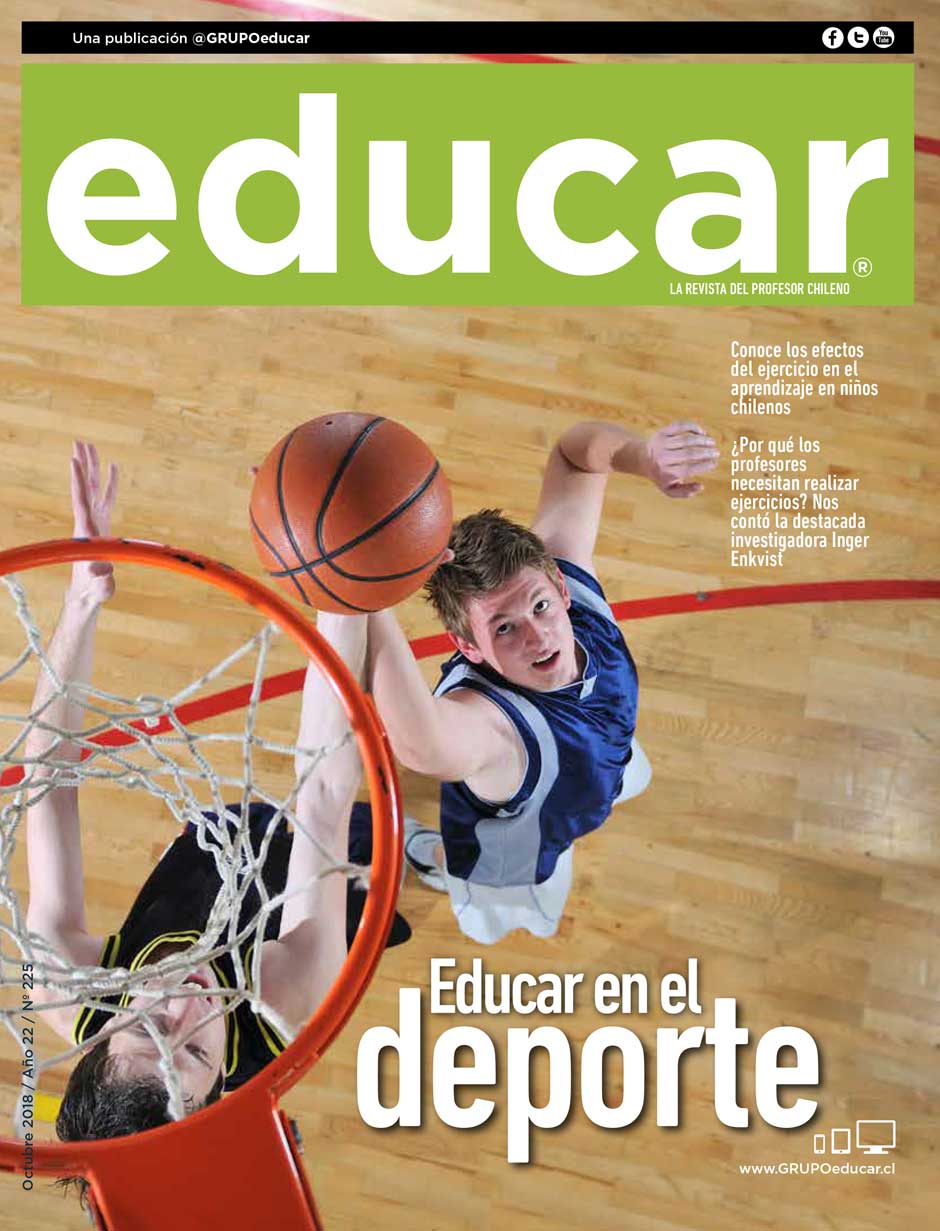 Una publicación @GRUPOeducar
You
Tube
educar®
LA REVISTA DEL PROFESOR CHILENO
Conoce los efectos
del ejercicio en el
aprendizaje en niños
chilenos
¿Por qué los
profesores
necesitan realizar
ejercicios? Nos
contó la destacada
investigadora Inger
Enkvist
Octubre 2018 / Año 22 / Nº 225
Educar en el
deporte
www.GRUPOeducar.cl